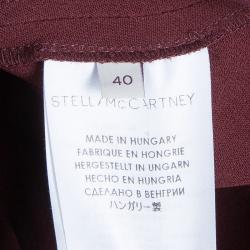 40
STELLA McCARTNEY
MADE IN HUNGARY
FABRIQUE EN HONGRIE
HERGESTELLT IN UNGARN
HECHO EN HUNGRIA
СДЕЛАНО В ВЕНГРИИ
ハンガリー製